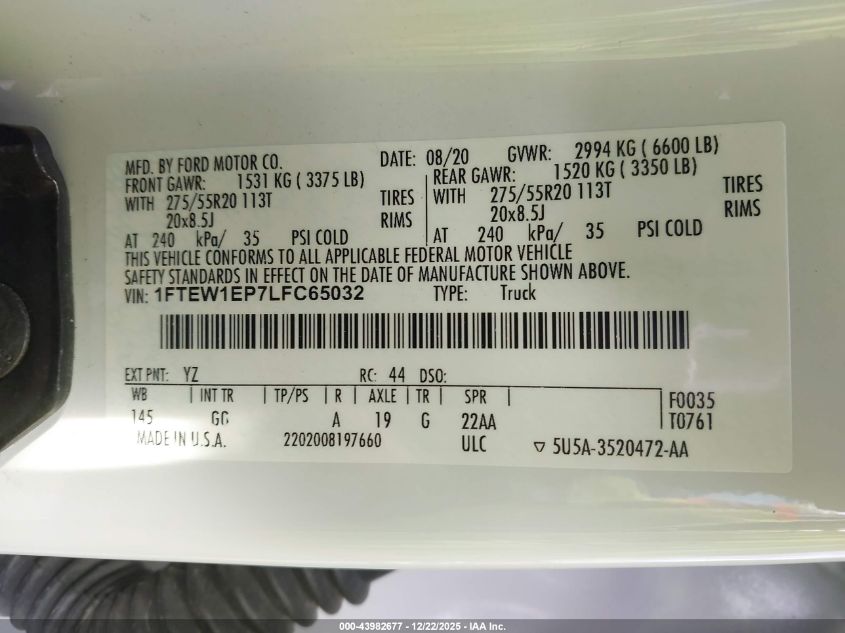 MFD. BY FORD MOTOR CO. DATE: 08/20 GVWR: 2994 KG ( 6600 LB)
FRONT GAWR: 1531 KG ( 3375 LB) REAR GAWR: 1520 KG ( 3350 LB)
WITH 275/55R20 113T TIRES WITH 275/55R20 113T TIRES
20x8.5J RIMS 20x8.5J RIMS
AT 240 kPa/ 35 PSI COLD AT 240 kPa/ 35 PSI COLD
THIS VEHICLE CONFORMS TO ALL APPLICABLE FEDERAL MOTOR VEHICLE
SAFETY STANDARDS IN EFFECT ON THE DATE OF MANUFACTURE SHOWN ABOVE.
VIN: 1FTEW1EP7LFC65032 TYPE: Truck
EXT PNT: YZ RC: 44 DSO:
WB INT TR TP/PS R AXLE TR SPR F0035
145 GG A 19 G 22AA T0761
MADE IN U.S.A. 2202008197660 ULC 5U5A-3520472-AA
000-43982677 - 12/22/2025 - IAA Inc.